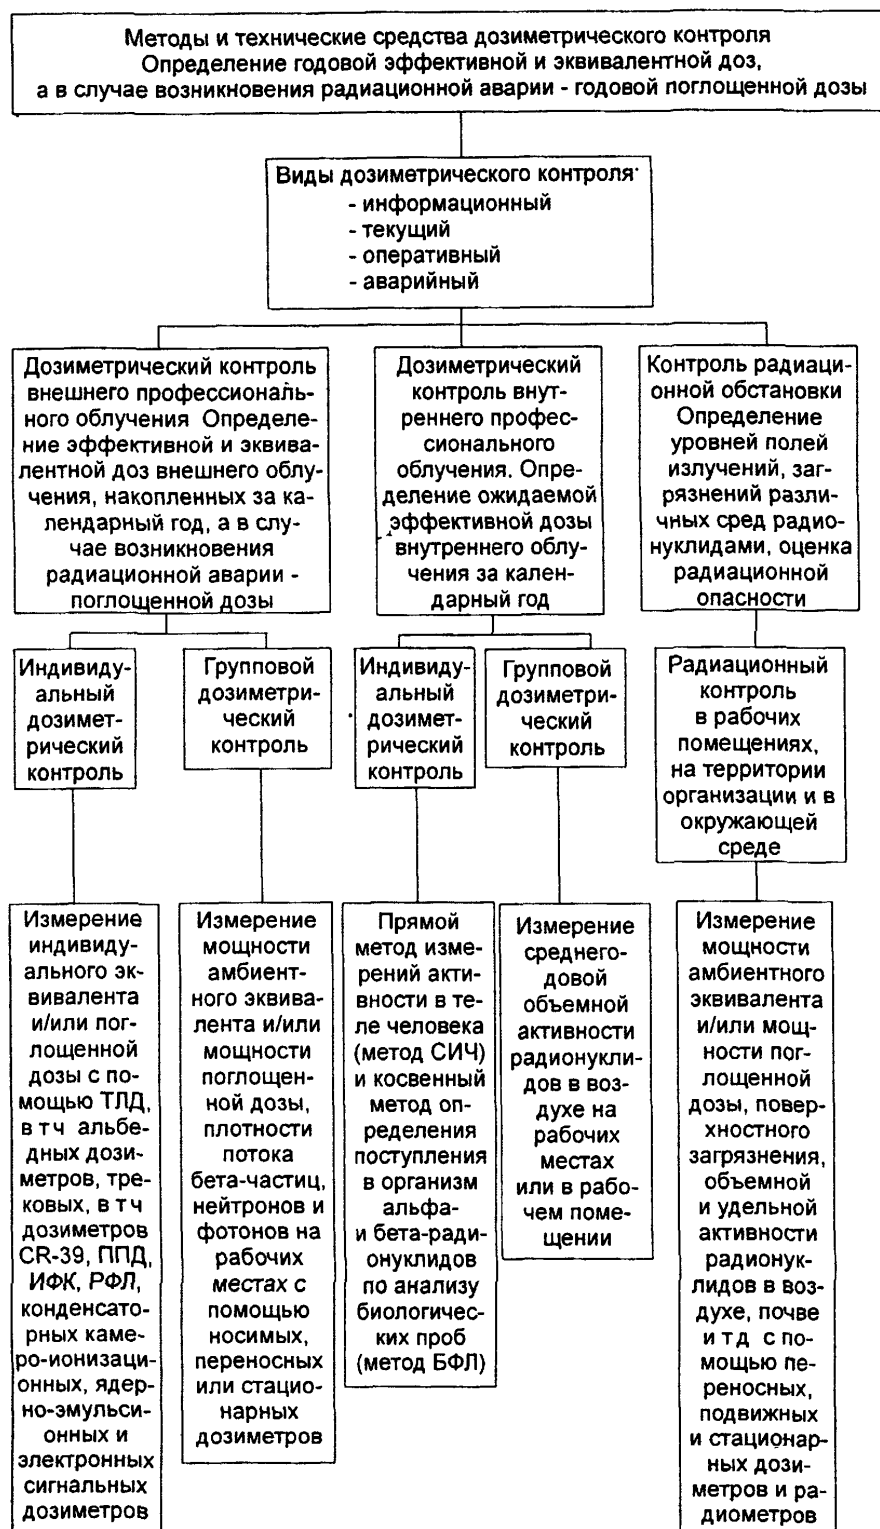 Методы и технические средства дозиметрического контроля
Определение годовой эффективной и эквивалентной доз,
а в случае возникновения радиационной аварии - годовой поглощенной дозы
Виды дозиметрического контроля:
- информационный
- текущий
- оперативный
- аварийный
Дозиметрический контроль
внешнего профессиональ-
ного облучения Определе-
ние эффективной и эквива-
лентной доз внешнего облу-
чения, накопленных за ка-
лендарный год, а в слу-
чае возникновения
радиационной аварии -
поглощенной дозы
Дозиметрический
контроль внут-
реннего профес-
сионального
облучения. Опре-
деление ожидаемой
эффективной дозы
внутреннего облу-
чения за кален-
дарный год
Контроль радиаци-
онной обстановки
Определение
уровней полей
излучений, заг-
рязнений разли-
чных сред радио-
нуклидами, оценка
радиационной
опасности
Индивиду-
альный
дозимет-
рический
контроль
Групповой
дозиметри-
ческий
контроль
Индивиду-
альный
дозимет-
рический
контроль
Групповой
дозиметри-
ческий
контроль
Радиационный
контроль
в рабочих
помещениях,
на территории
организации и в
окружающей
среде
Измерение
индивиду-
ального эк-
вивалента
и/или пог-
лощенной
дозы с по-
мощью ТЛД,
в т ч альбе-
дных дози-
метров, тре-
ковых, в т ч
дозиметров
CR-39, ППД,
ИФК, РФЛ,
конденсато-
рных каме-
ро-ионизаци-
онных, ядер-
но-эмульси-
онных и
электронных
сигнальных
дозиметров
Измерение
мощности
амбиент-
ного эквива-
лента и/или
мощности
поглощен-
ной дозы,
плотности
потока
бета-частиц,
нейтронов и
фотонов на
рабочих
местах с
помощью
носимых,
переносных
или стацио-
нарных
дозиметров
Прямой
метод изме-
рений акти-
вности в те-
ле человека
(метод СИЧ)
и косвенный
метод оп-
ределения
поступления
в организм
альфа-
и бета-ради-
онуклидов
по анализу
биологичес-
ких проб
(метод БФЛ)
Измерение
среднего-
довой
объемной
активности
радионукли-
дов в воз-
духе на
рабочих
местах
или в рабо-
чем поме-
щении
Измерение
мощности
амбиентного
эквивалента
и/или мощ-
ности пог-
лощенной
дозы, повер-
хностного
загрязнения,
объемной
и удельной
активности
радионук-
лидов в воз-
духе, почве
и т д с по-
мощью пе-
реносных,
подвижных
и стационар-
ных дози-
метров и ра-
диометров